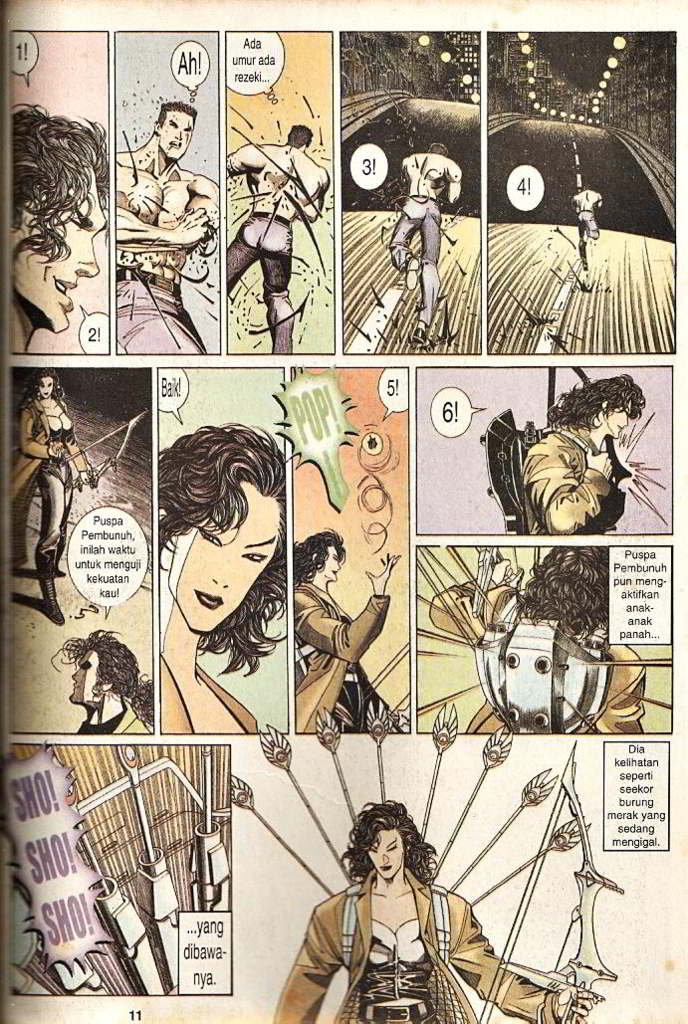 1!
2!
Ah!
Ada
umur ada
rezeki...
3!
4!
Puspa
Pembunuh,
inilah waktu
untuk menguji
kekuatan
kau!
Baik!
POP!
5!
6!
Puspa
Pembunuh
pun meng-
aktifkan
anak-
anak
panah...
SHO!
SHO!
SHO!
...yang
dibawa-
nya.
Dia
kelihatan
seperti
seekor
burung
merak yang
sedang
mengigal.
11